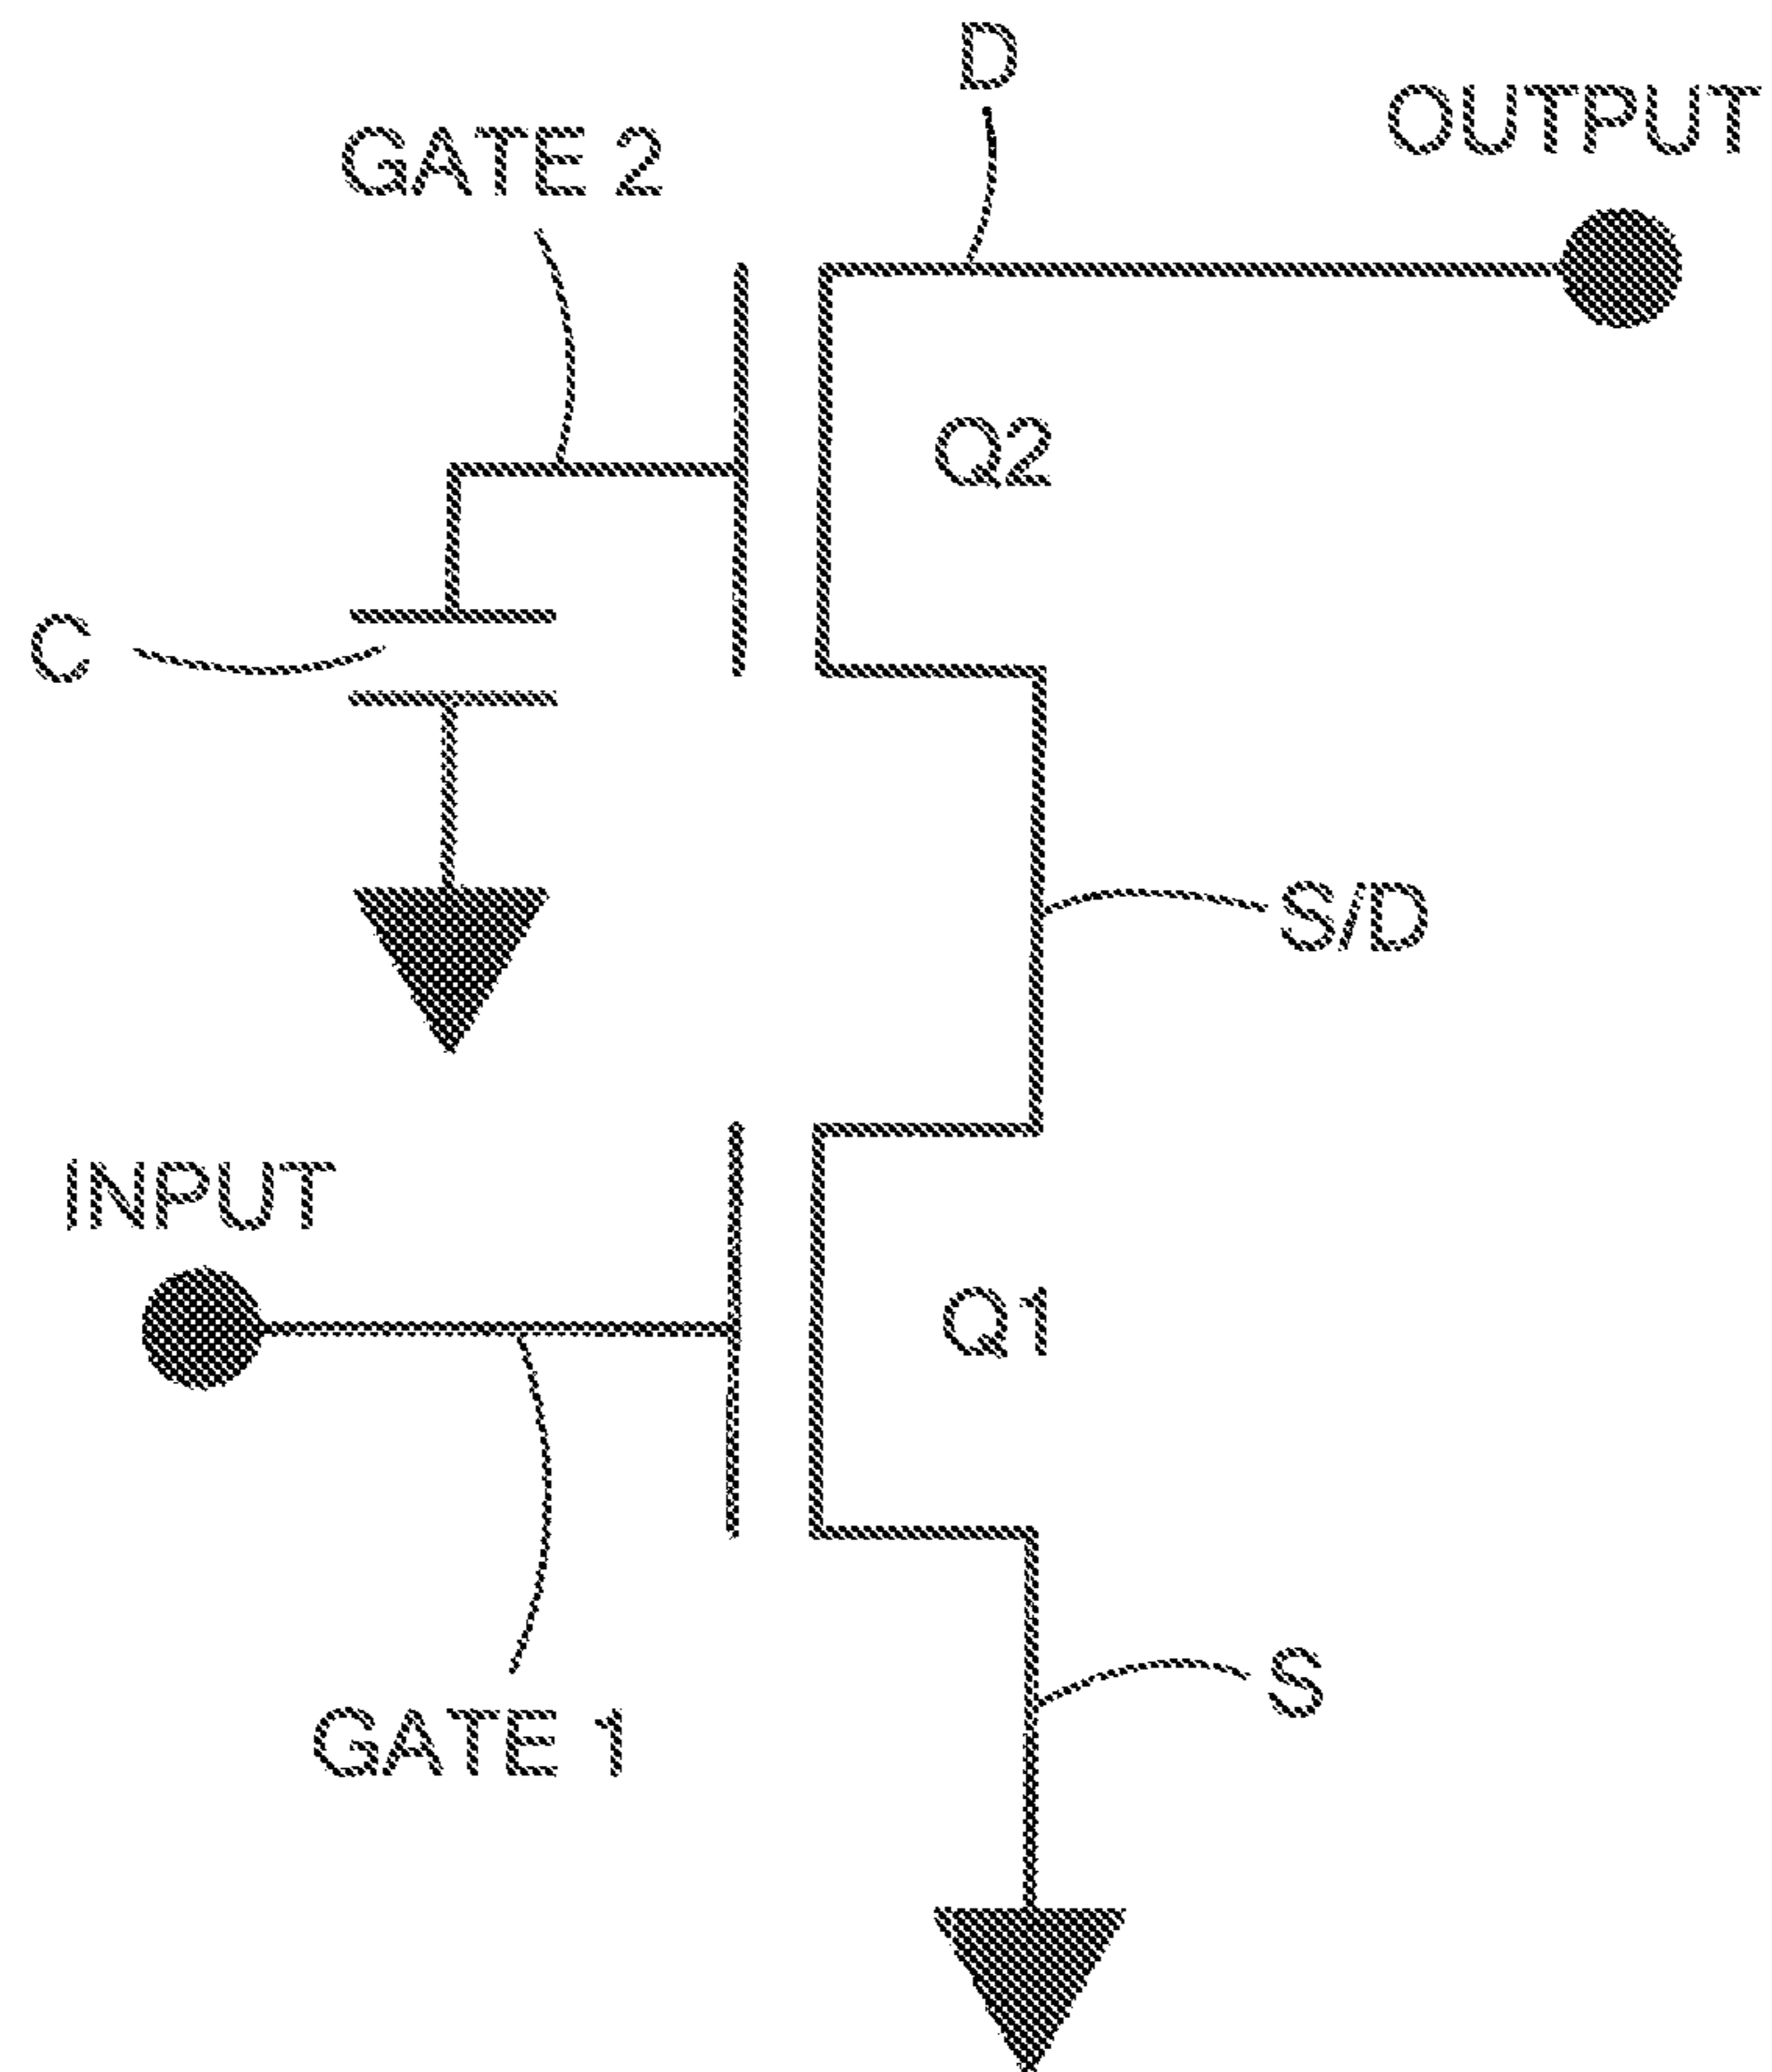 D
OUTPUT
GATE 2
Q2
C
S/D
INPUT
Q1
S
GATE 1